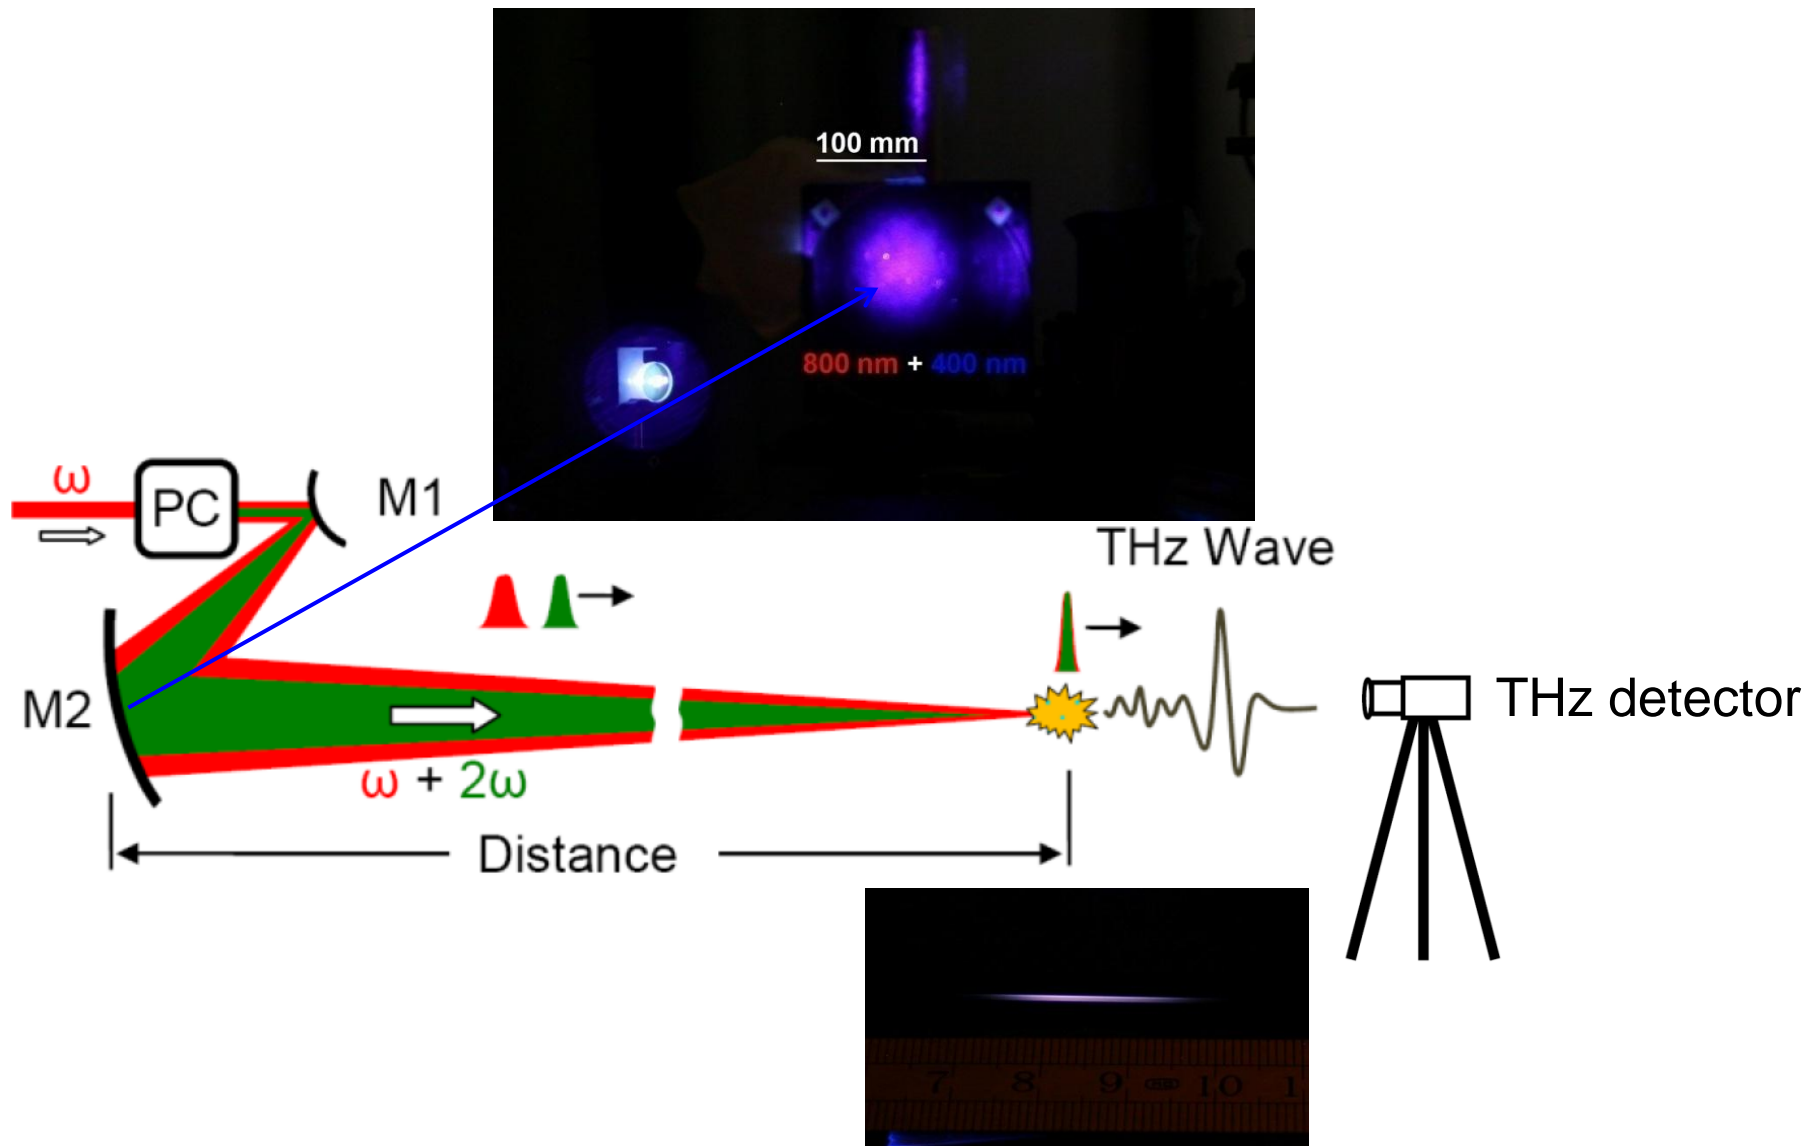 100 mm
800 nm + 400 nm
ω
PC
M1
THz Wave
M2
THz detector
ω + 2ω
Distance
7 8 9 10 1